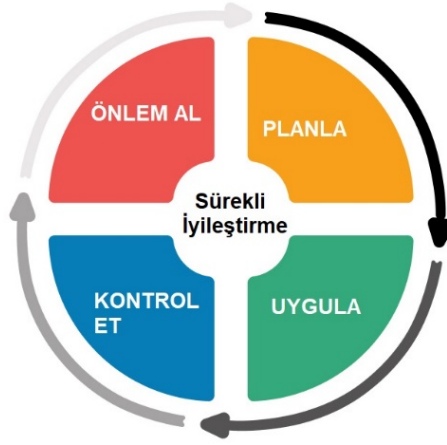 ÖNLEM AL
PLANLA
Sürekli
İyileştirme
KONTROL
ET
UYGULA